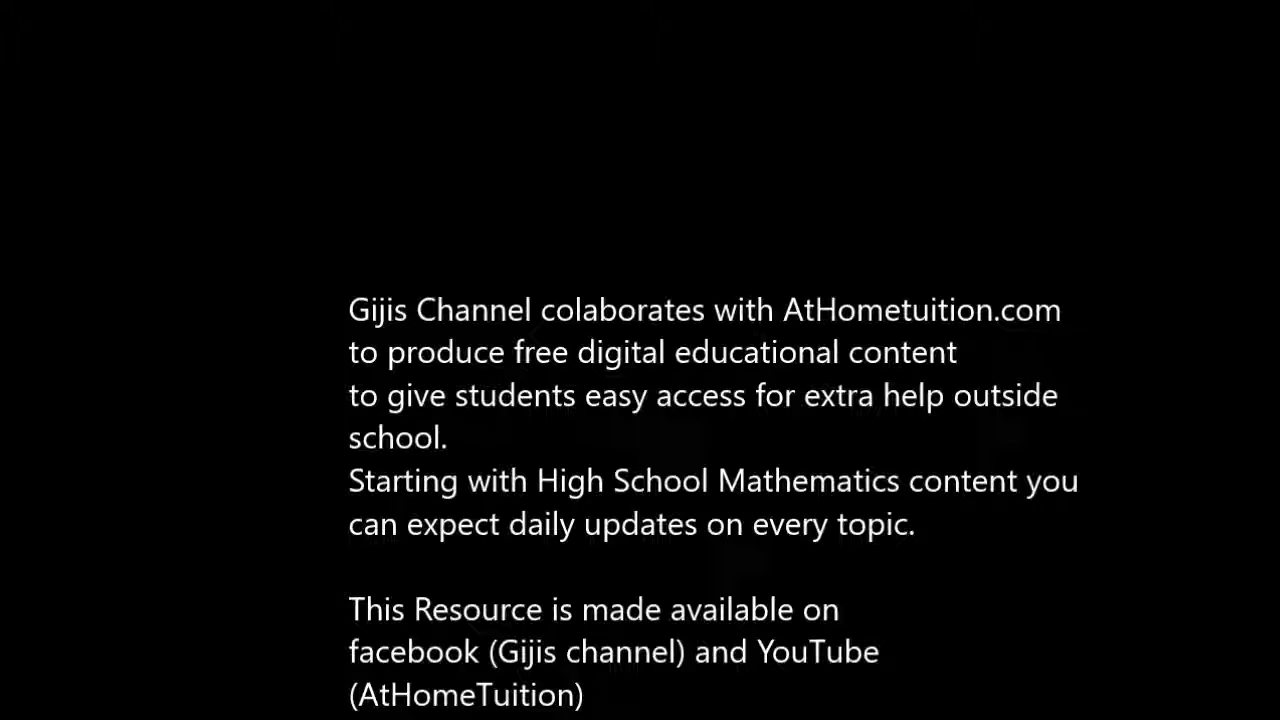 Gijis Channel colaborates with AtHometuition.com
to produce free digital educational content
to give students easy access for extra help outside
school.
Starting with High School Mathematics content you
can expect daily updates on every topic.
This Resource is made available on
facebook (Gijis channel) and YouTube
(AtHomeTuition)